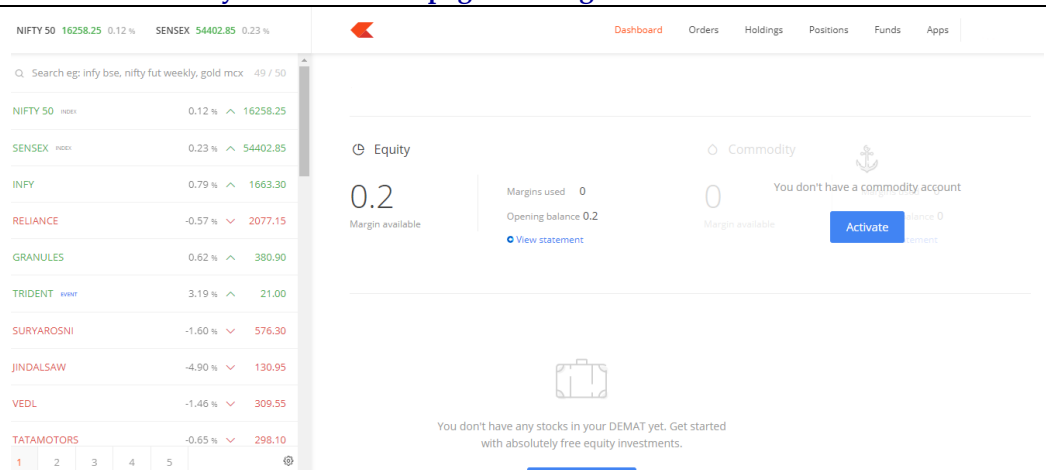 NIFTY 50 16258.25 0.12 % SENSEX 54402.85 0.23 %
Dashboard Orders Holdings Positions Funds Apps
Search eg: infy bse, nifty fut weekly, gold mcx 49 / 50
NIFTY 50 INDEX 0.12 % 16258.25
SENSEX INDEX 0.23 % 54402.85
INFY 0.79 % 1663.30
RELIANCE -0.57 % 2077.15
GRANULES 0.62 % 380.90
TRIDENT EVENT 3.19 % 21.00
SURYAROSNI -1.60 % 576.30
JINDALSAW -4.90 % 130.95
VEDL -1.46 % 309.55
TATAMOTORS -0.65 % 298.10
1 2 3 4 5
Equity
0.2
Margin available
Margins used 0
Opening balance 0.2
View statement
Commodity
0
Margin available
You don't have a commodity account
Activate
You don't have any stocks in your DEMAT yet. Get started
with absolutely free equity investments.